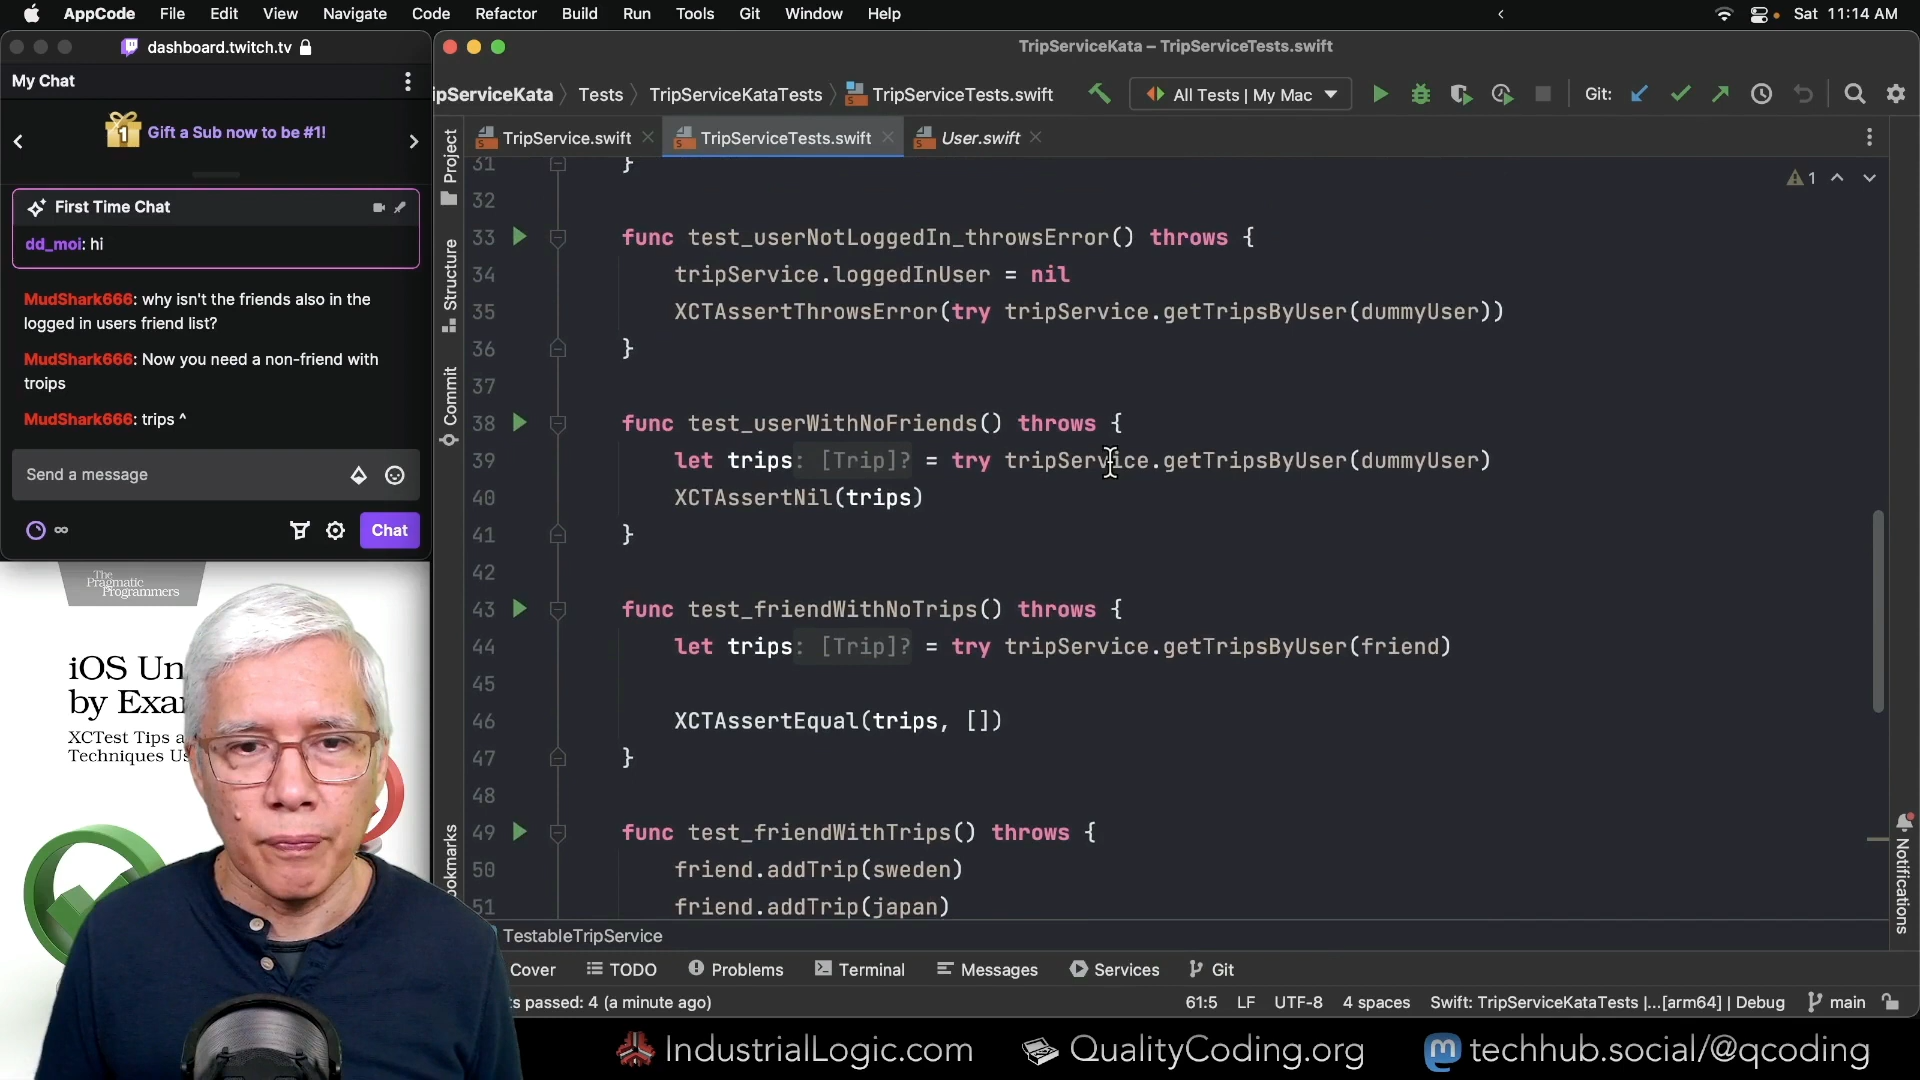 AppCode File Edit View Navigate Code Refactor Build Run Tools Git Window Help Sat 11:14 AM
dashboard.twitch.tv
My Chat
1 Gift a Sub now to be #1!
First Time Chat
dd_moi: hi
MudShark666: why isn't the friends also in the
logged in users friend list?
MudShark666: Now you need a non-friend with
troips
MudShark666: trips ^
Send a message
Chat
The
Pragmatic
Programmers
iOS Un
by Exa
XCTest Tips a
Techniques Us
TripServiceKata – TripServiceTests.swift
ripServiceKata Tests TripServiceKataTests TripServiceTests.swift All Tests | My Mac Git:
TripService.swift TripServiceTests.swift User.swift
Project
Structure
Commit
ookmarks
Notifications
1
31 }
32
33 func test_userNotLoggedIn_throwsError() throws {
34 tripService.loggedInUser = nil
35 XCTAssertThrowsError(try tripService.getTripsByUser(dummyUser))
36 }
37
38 func test_userWithNoFriends() throws {
39 let trips: [Trip]? = try tripService.getTripsByUser(dummyUser)
40 XCTAssertNil(trips)
41 }
42
43 func test_friendWithNoTrips() throws {
44 let trips: [Trip]? = try tripService.getTripsByUser(friend)
45
46 XCTAssertEqual(trips, [])
47 }
48
49 func test_friendWithTrips() throws {
50 friend.addTrip(sweden)
51 friend.addTrip(japan)
TestableTripService
Cover TODO Problems Terminal Messages Services Git
ts passed: 4 (a minute ago) 61:5 LF UTF-8 4 spaces Swift: TripServiceKataTests |...[arm64] | Debug main
IndustrialLogic.com QualityCoding.org techhub.social/@qcoding